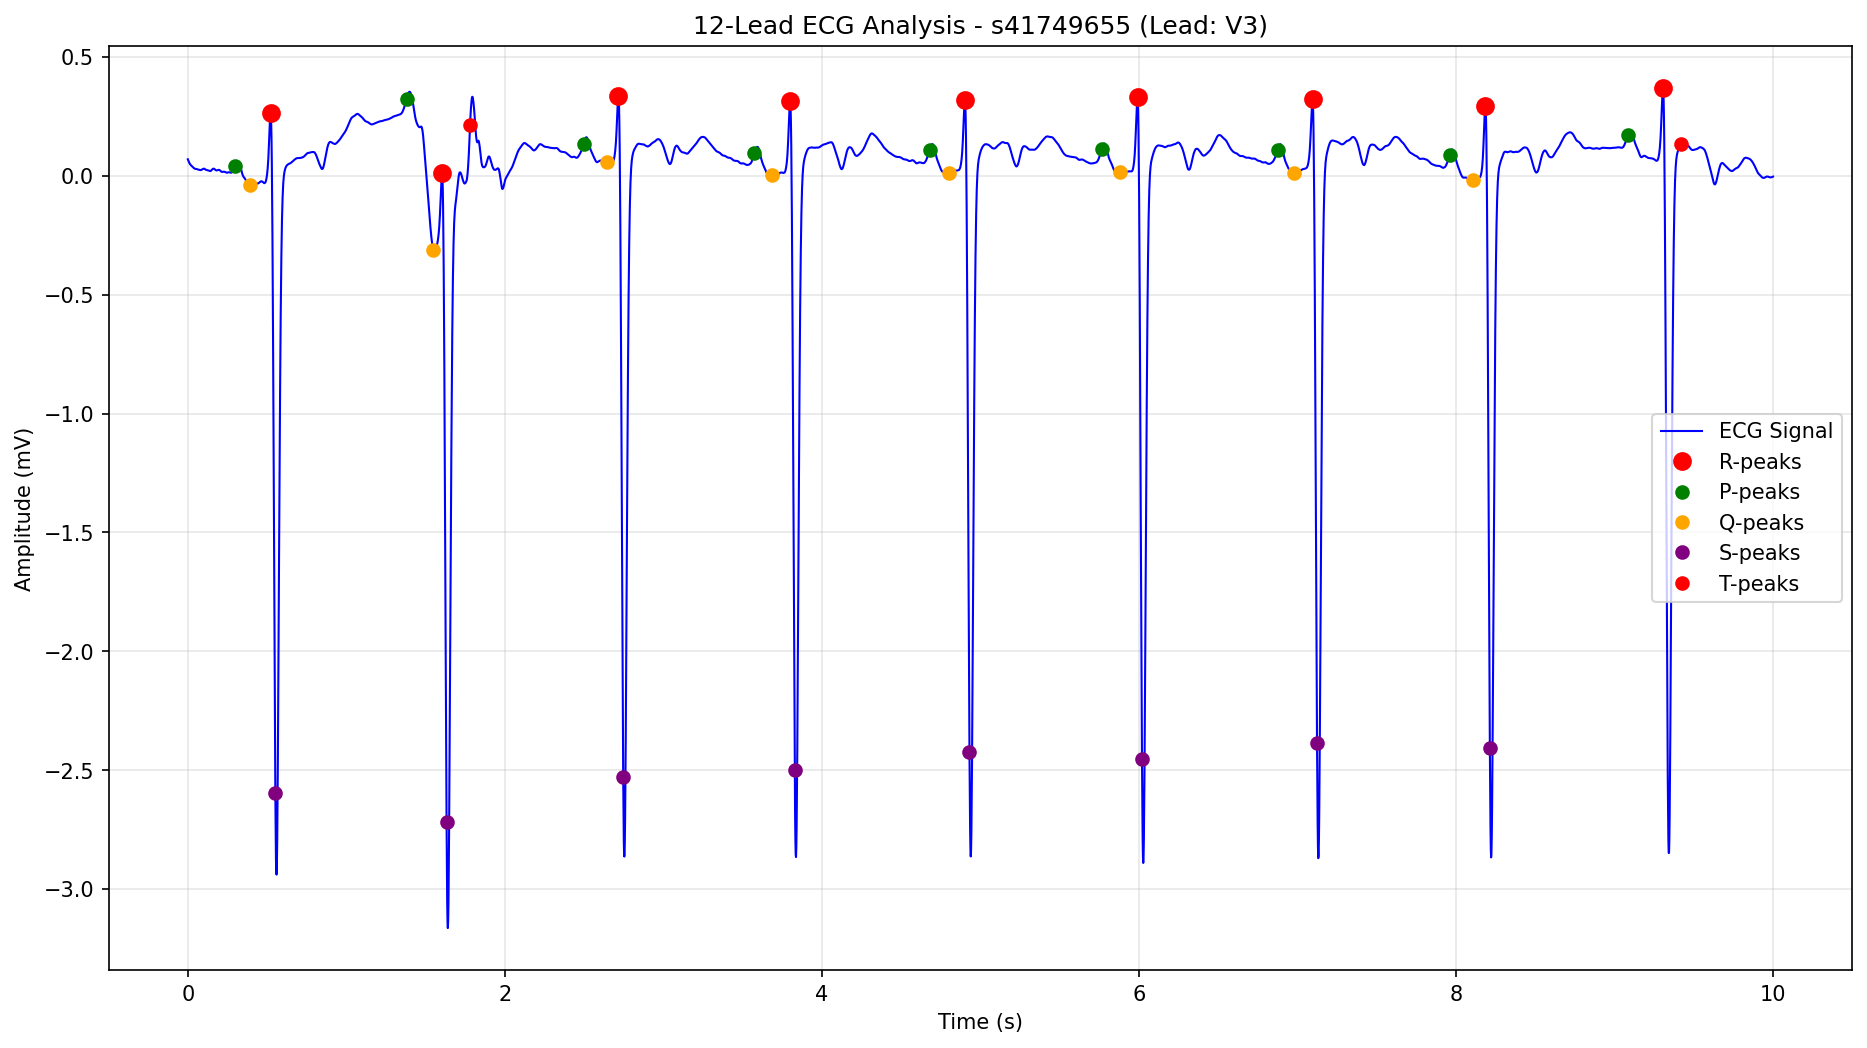 12-Lead ECG Analysis - s41749655 (Lead: V3)
Amplitude (mV)
0.5
0.0
−0.5
−1.0
−1.5
−2.0
−2.5
−3.0
ECG Signal
R-peaks
P-peaks
Q-peaks
S-peaks
T-peaks
0 2 4 6 8 10
Time (s)